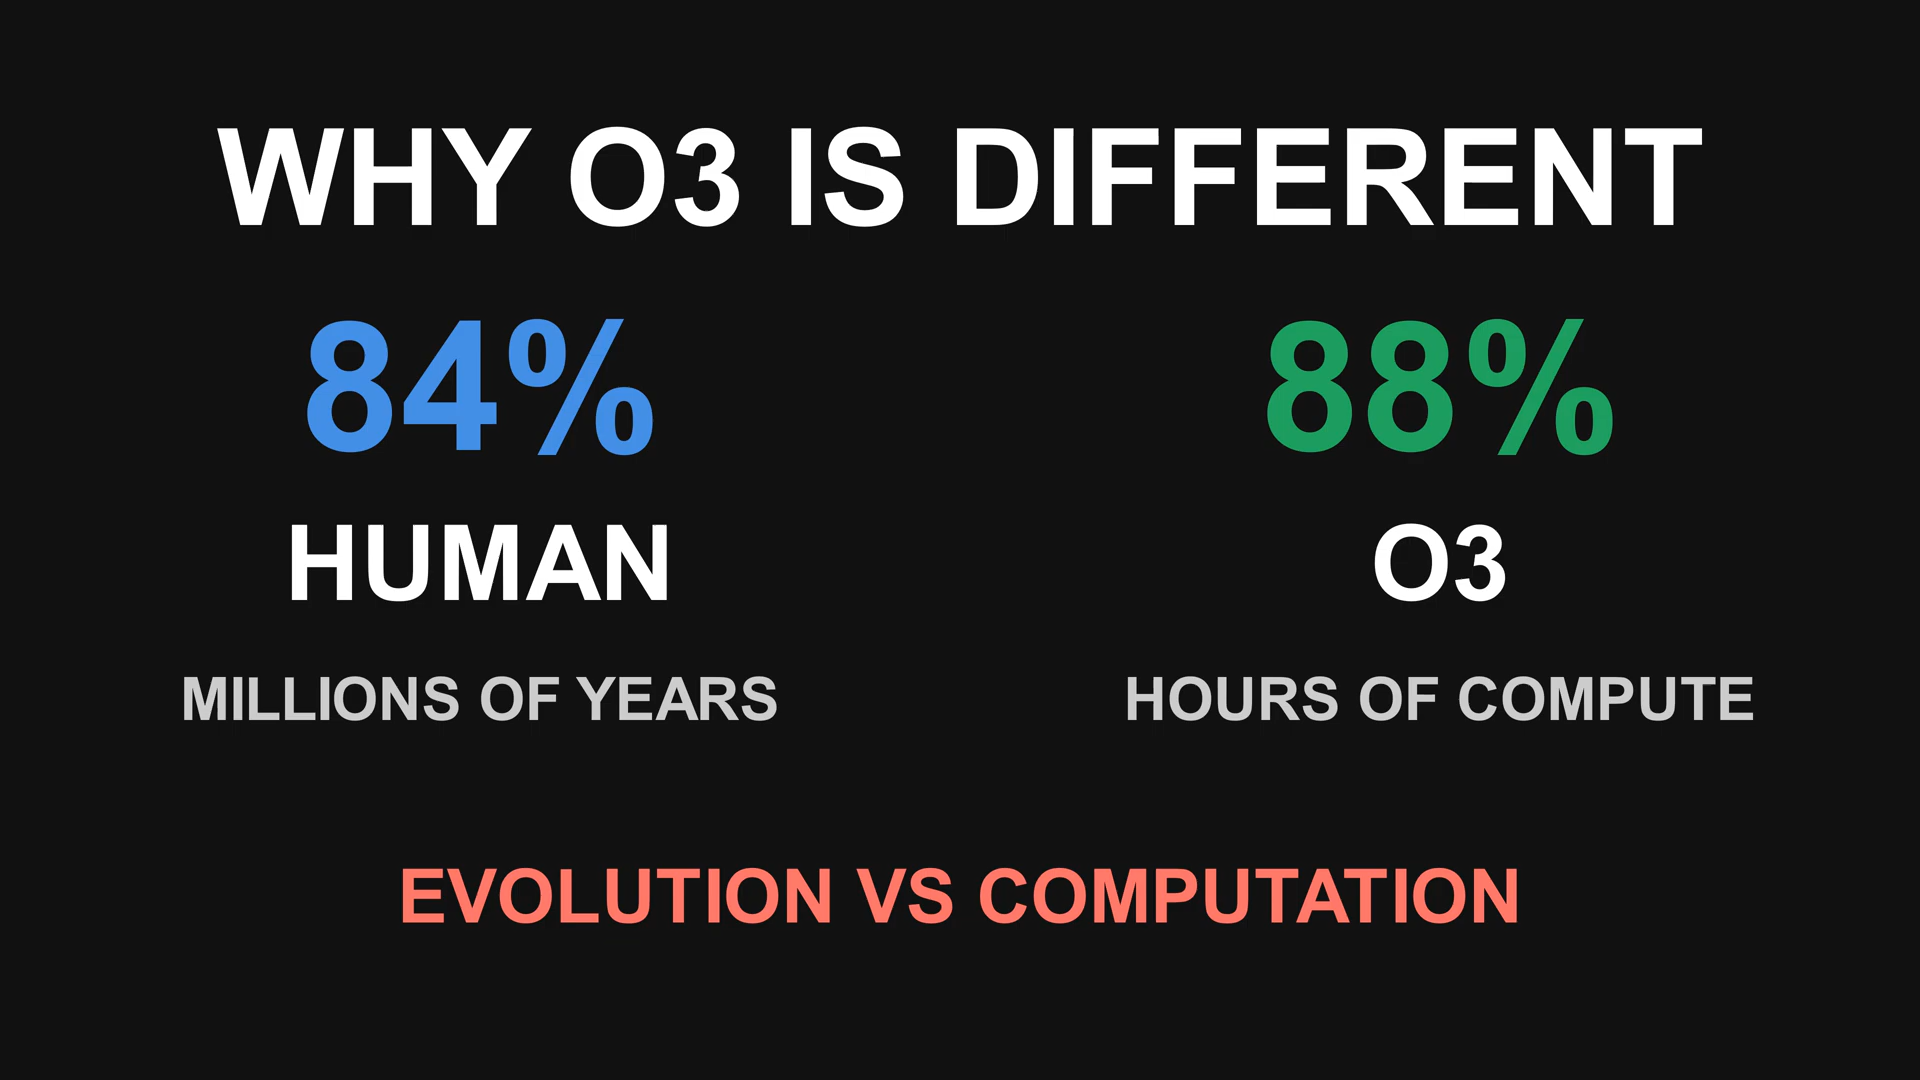 WHY O3 IS DIFFERENT
84%
HUMAN
MILLIONS OF YEARS
88%
O3
HOURS OF COMPUTE
EVOLUTION VS COMPUTATION